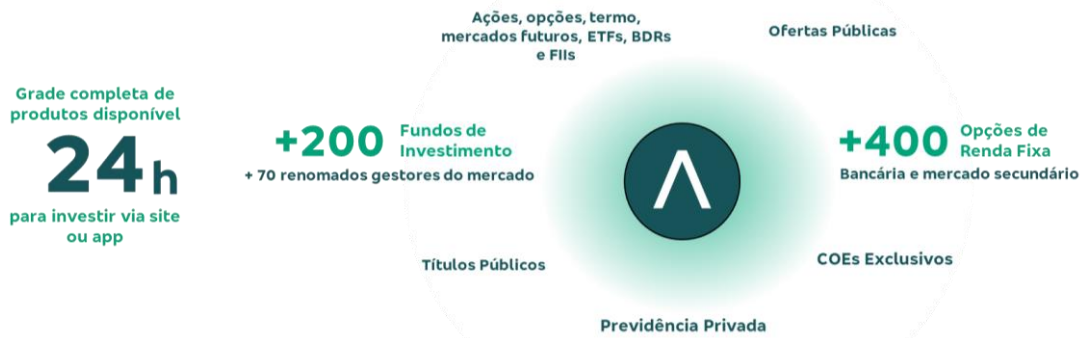 Grade completa de
produtos disponível
24h
para investir via site
ou app
Ações, opções, termo,
mercados futuros, ETFs, BDRs
e FIIs
Ofertas Públicas
+200 Fundos de
Investimento
+ 70 renomados gestores do mercado
+400 Opções de
Renda Fixa
Bancária e mercado secundário
Títulos Públicos
COEs Exclusivos
Previdência Privada